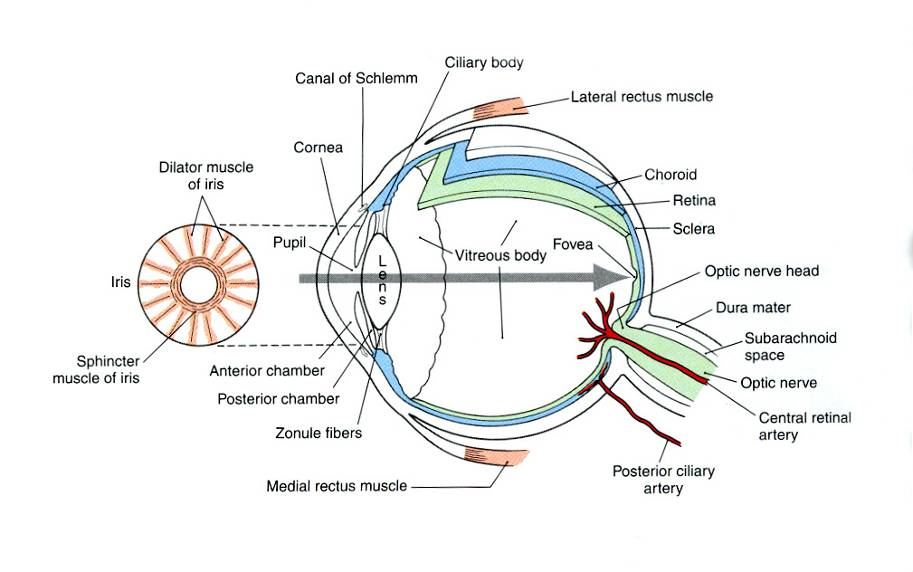 Ciliary body
Canal of Schlemm
Lateral rectus muscle
Cornea
Dilator muscle
of iris
Choroid
Retina
Sclera
Pupil
Vitreous body
Fovea
Iris
Lens
Optic nerve head
Dura mater
Subarachnoid
space
Sphincter
muscle of iris
Anterior chamber
Posterior chamber
Optic nerve
Zonule fibers
Central retinal
artery
Posterior ciliary
artery
Medial rectus muscle